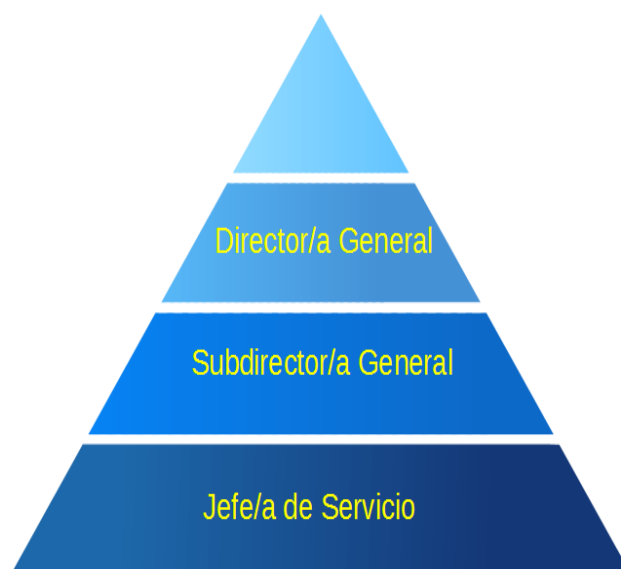 Director/a General
Subdirector/a General
Jefe/a de Servicio